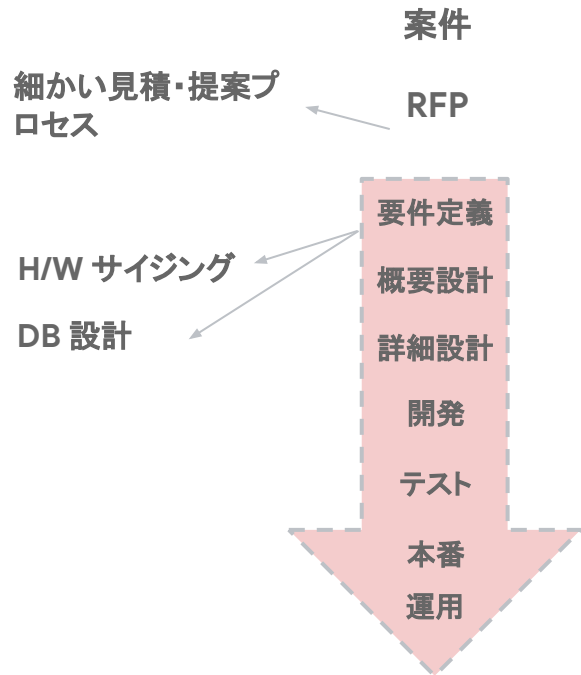 案件
細かい見積・提案プ
ロセス
RFP
要件定義
H/W サイジング
概要設計
DB 設計
詳細設計
開発
テスト
本番
運用